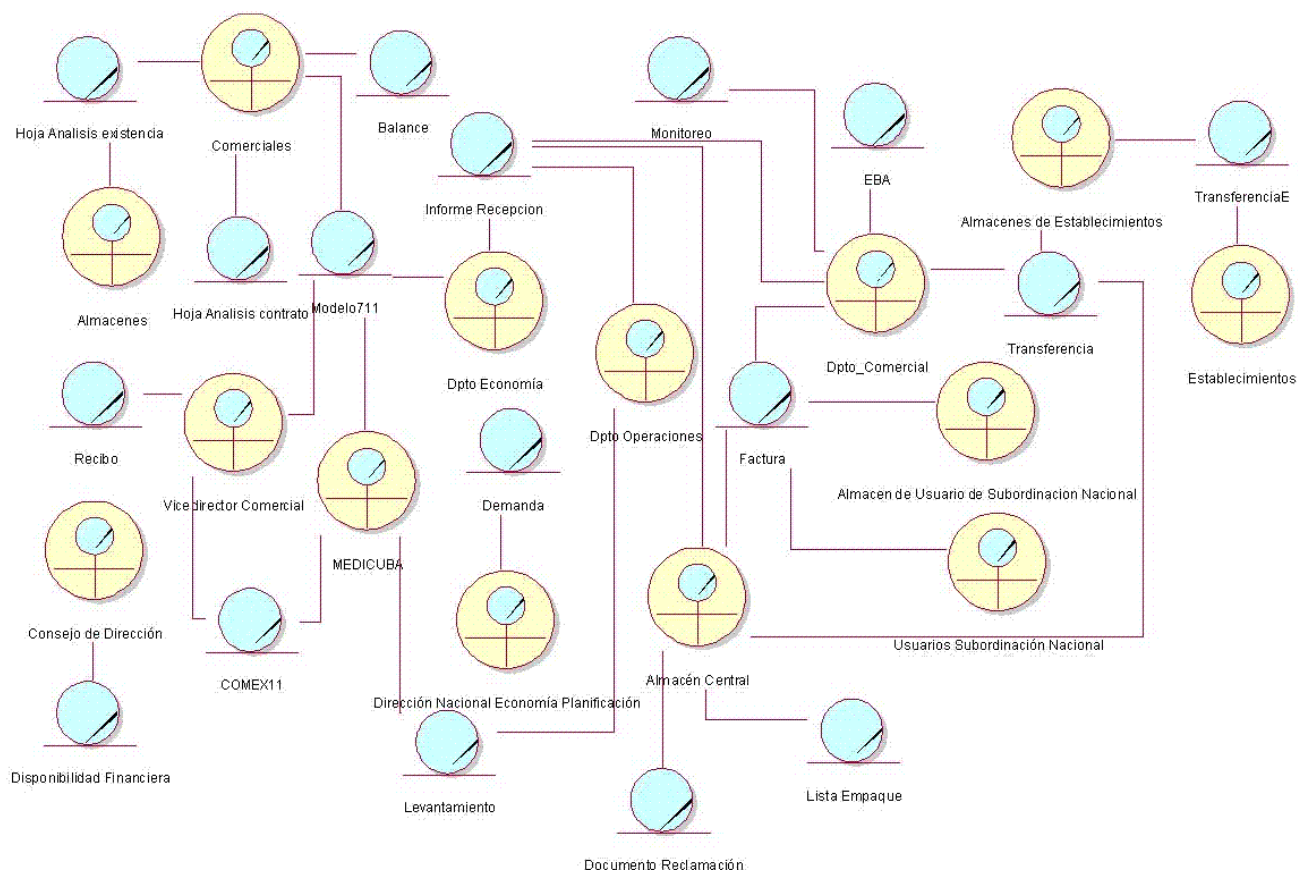 Hoja Analisis existencia
Comerciales
Balance
Monitoreo
EBA
Informe Recepcion
Almacenes de Establecimientos
TransferenciaE
Almacenes
Hoja Analisis contrato
Modelo711
Dpto Economía
Dpto_Comercial
Transferencia
Establecimientos
Recibo
Vicedirector Comercial
MEDICUBA
Demanda
Dpto Operaciones
Factura
Almacen de Usuario de Subordinacion Nacional
Consejo de Dirección
COMEX11
Dirección Nacional Economía Planificación
Almacén Central
Usuarios Subordinación Nacional
Disponibilidad Financiera
Levantamiento
Lista Empaque
Documento Reclamación